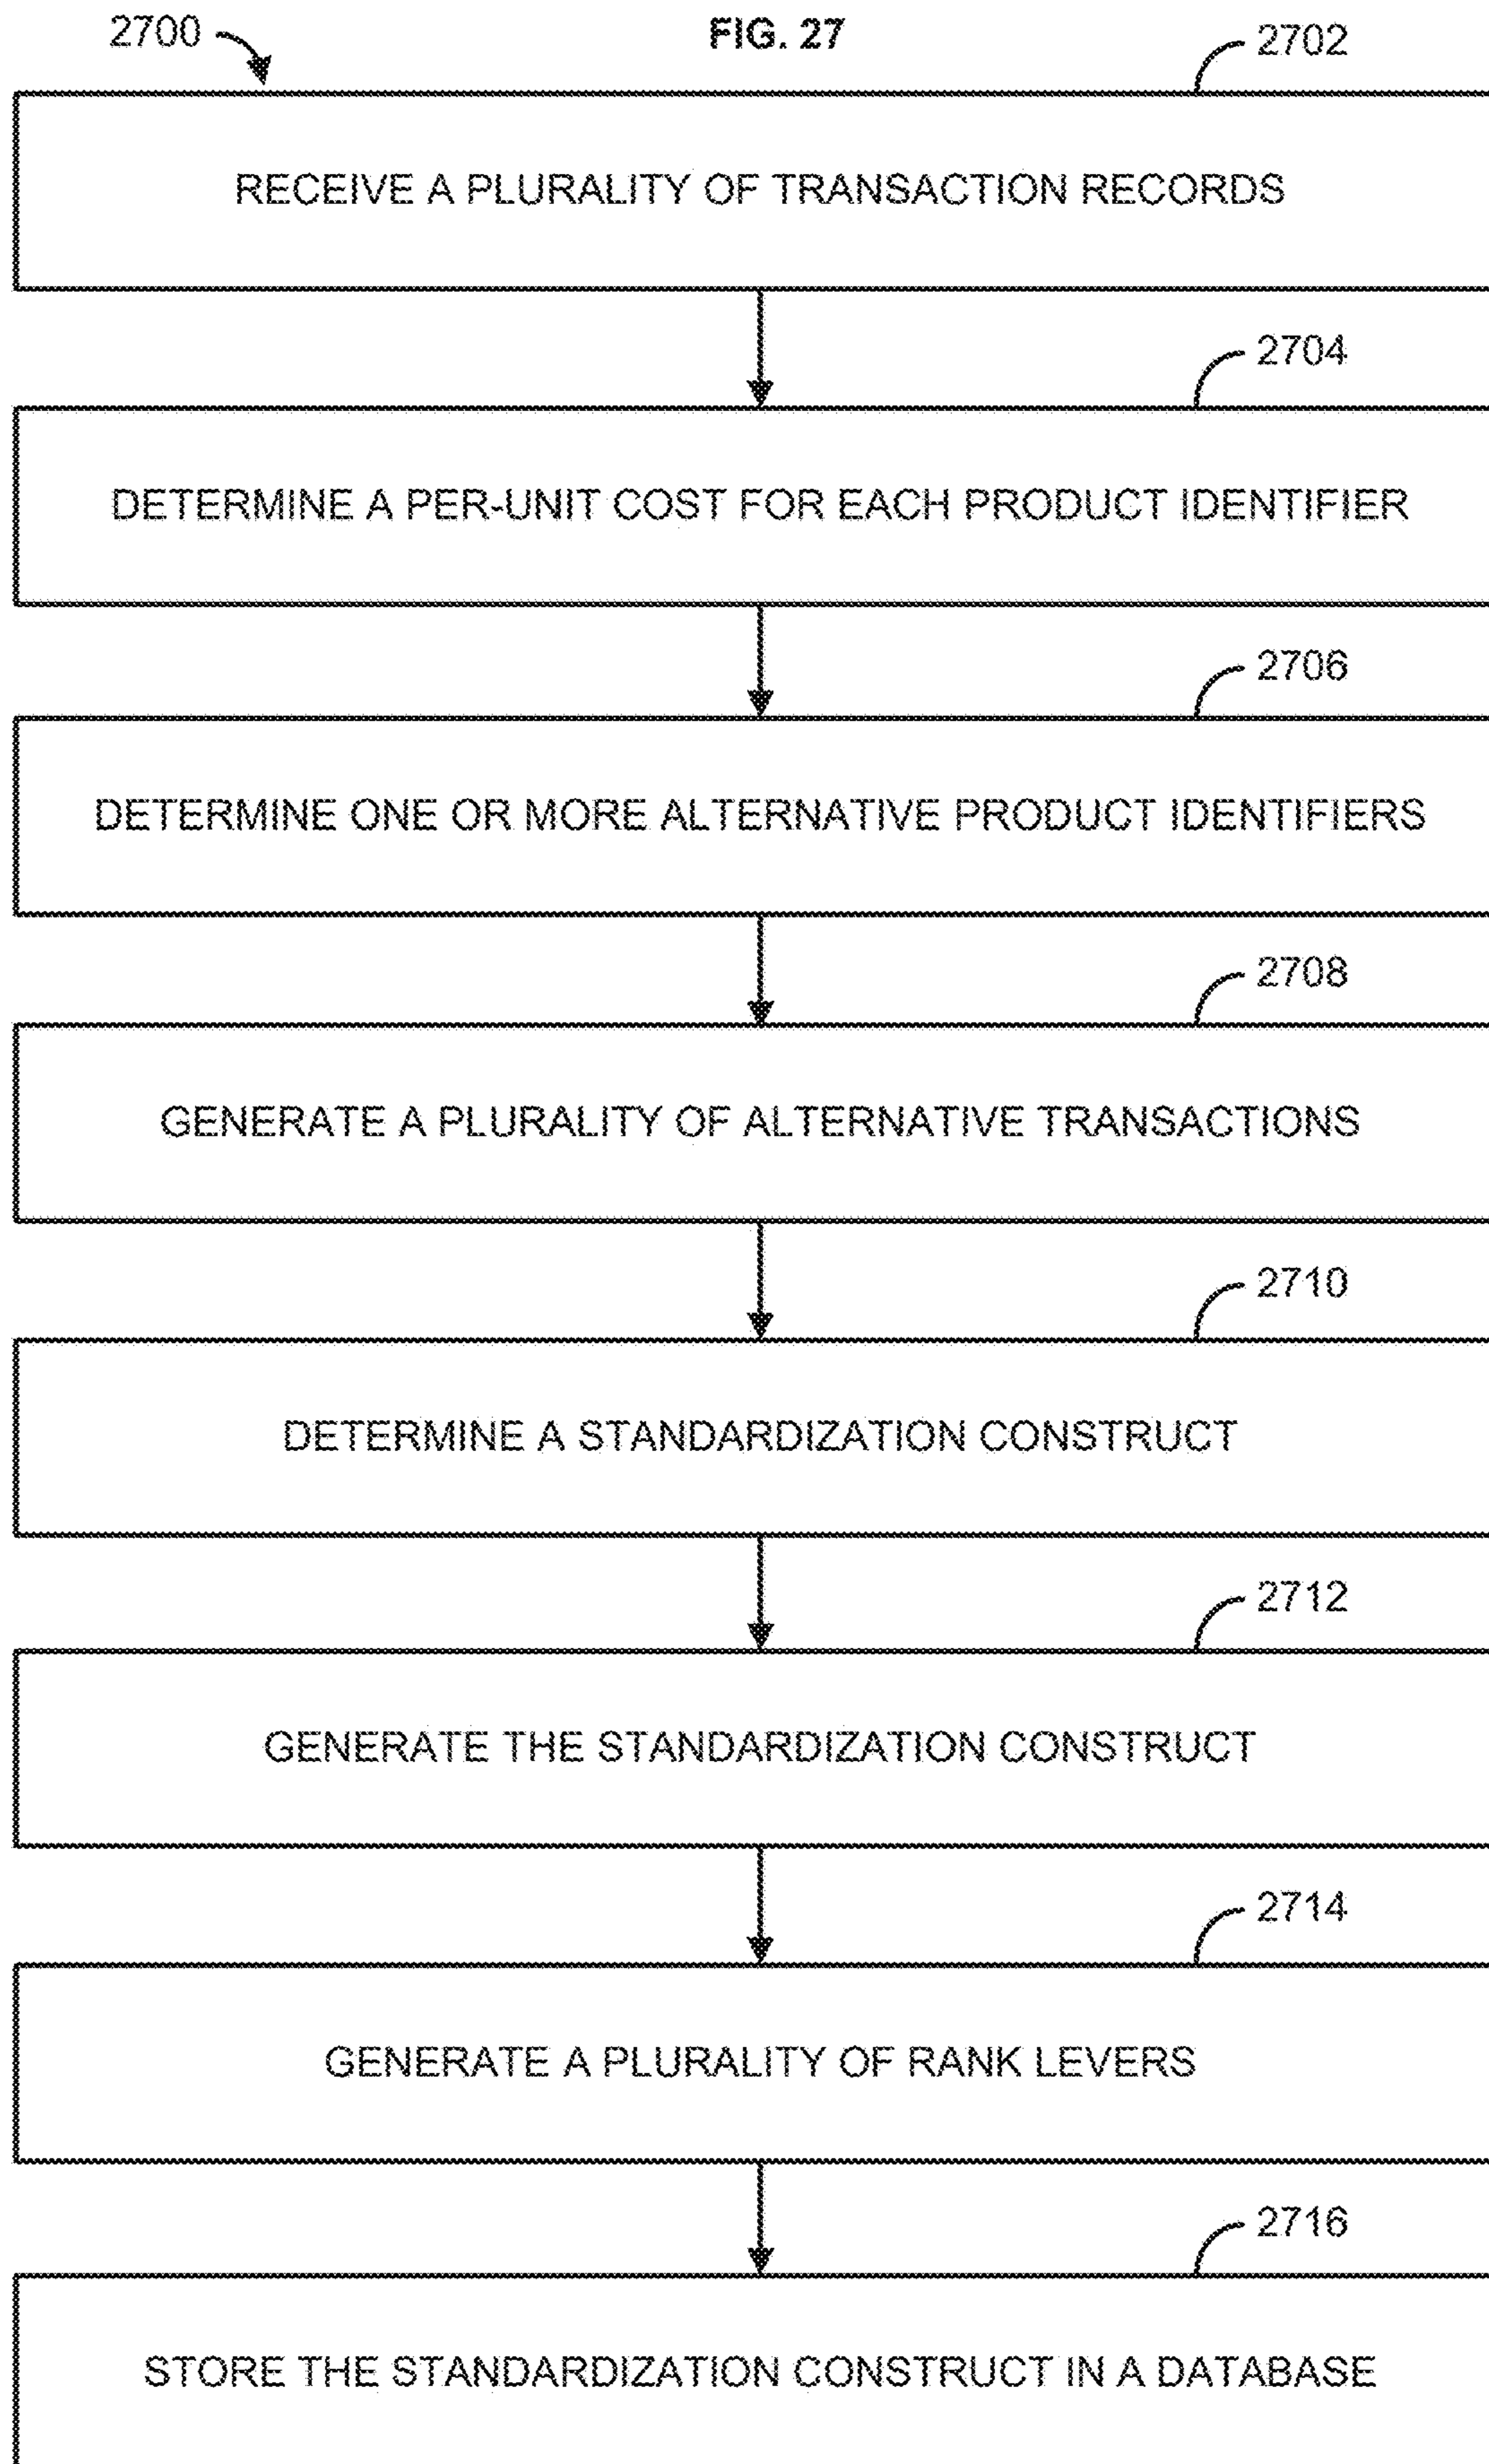 2700
FIG. 27
2702
RECEIVE A PLURALITY OF TRANSACTION RECORDS
2704
DETERMINE A PER-UNIT COST FOR EACH PRODUCT IDENTIFIER
2706
DETERMINE ONE OR MORE ALTERNATIVE PRODUCT IDENTIFIERS
2708
GENERATE A PLURALITY OF ALTERNATIVE TRANSACTIONS
2710
DETERMINE A STANDARDIZATION CONSTRUCT
2712
GENERATE THE STANDARDIZATION CONSTRUCT
2714
GENERATE A PLURALITY OF RANK LEVERS
2716
STORE THE STANDARDIZATION CONSTRUCT IN A DATABASE